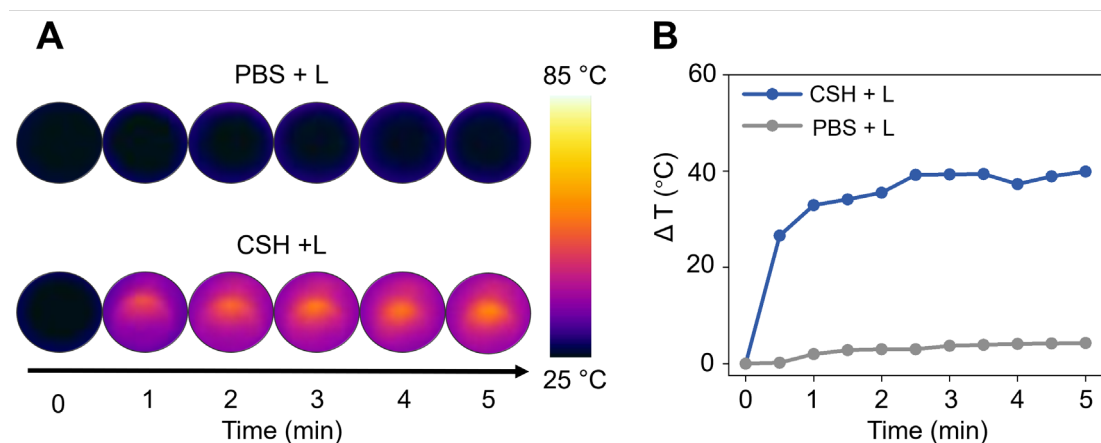 A
PBS + L
85 °C
CSH +L
25 °C
0 1 2 3 4 5
Time (min)
B
60
40
20
0
Δ T (°C)
CSH + L
PBS + L
0 1 2 3 4 5
Time (min)